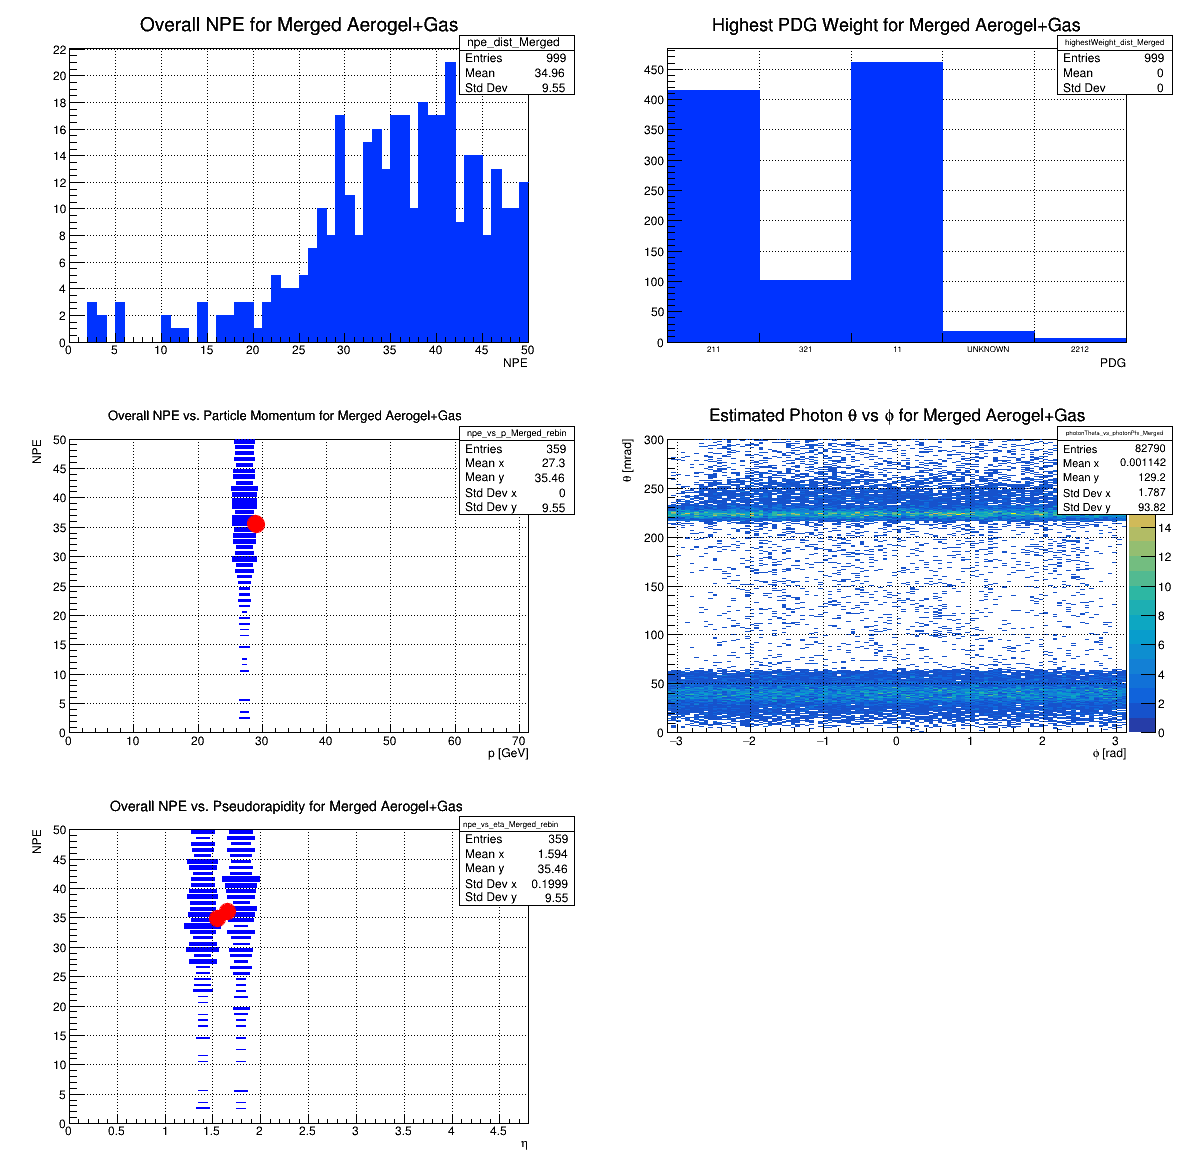 Overall NPE for Merged Aerogel+Gas
npe_dist_Merged
Entries 999
Mean 34.96
Std Dev 9.55
22
20
18
16
14
12
10
8
6
4
2
0
0 5 10 15 20 25 30 35 40 45 50
NPE
Highest PDG Weight for Merged Aerogel+Gas
highestWeight_dist_Merged
Entries 999
Mean 0
Std Dev 0
450
400
350
300
250
200
150
100
50
0
211 321 11 UNKNOWN 2212
PDG
Overall NPE vs. Particle Momentum for Merged Aerogel+Gas
npe_vs_p_Merged_rebin
Entries 359
Mean x 27.3
Mean y 35.46
Std Dev x 0
Std Dev y 9.55
NPE
50
45
40
35
30
25
20
15
10
5
0
0 10 20 30 40 50 60 70
p [GeV]
Estimated Photon θ vs ϕ for Merged Aerogel+Gas
photonTheta_vs_photonPhi_Merged
Entries 82790
Mean x 0.001142
Mean y 129.2
Std Dev x 1.787
Std Dev y 93.82
θ [mrad]
300
250
200
150
100
50
0
−3 −2 −1 0 1 2 3
ϕ [rad]
14
12
10
8
6
4
2
0
Overall NPE vs. Pseudorapidity for Merged Aerogel+Gas
npe_vs_eta_Merged_rebin
Entries 359
Mean x 1.594
Mean y 35.46
Std Dev x 0.1999
Std Dev y 9.55
NPE
50
45
40
35
30
25
20
15
10
5
0
0 0.5 1 1.5 2 2.5 3 3.5 4 4.5
η